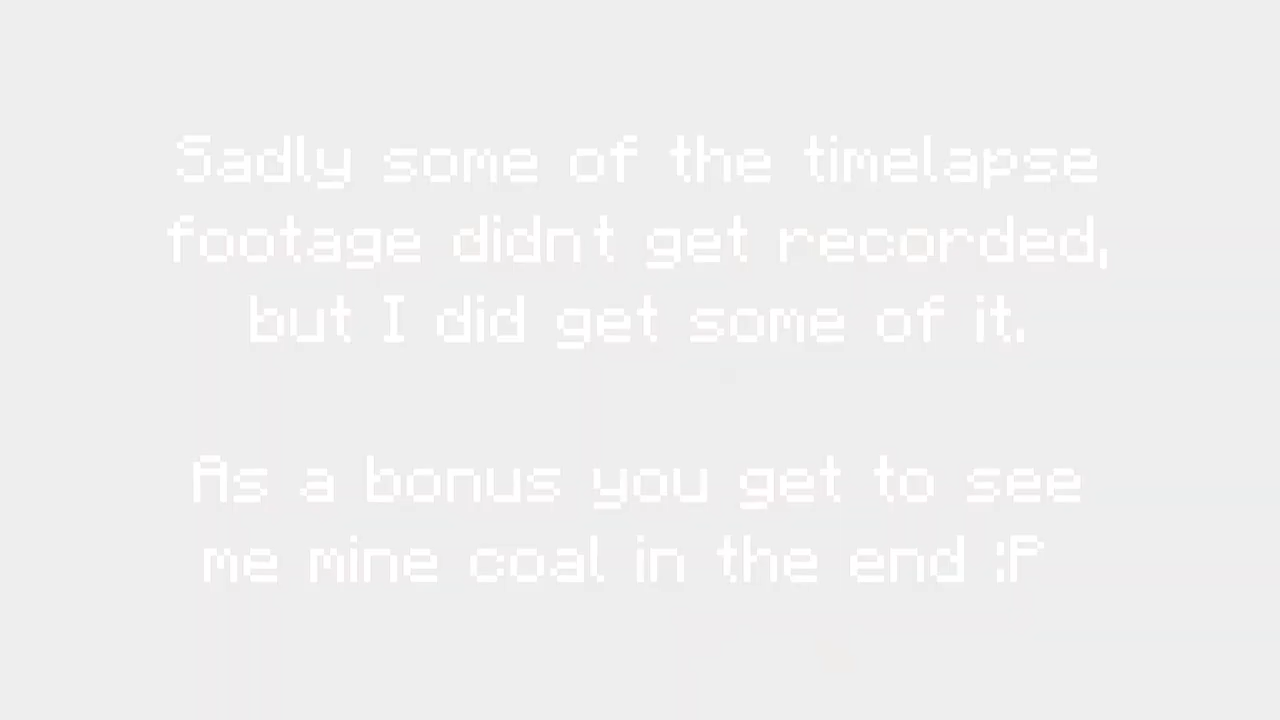 Sadly some of the timelapse
footage didnt get recorded,
but I did get some of it.
As a bonus you get to see
me mine coal in the end :P